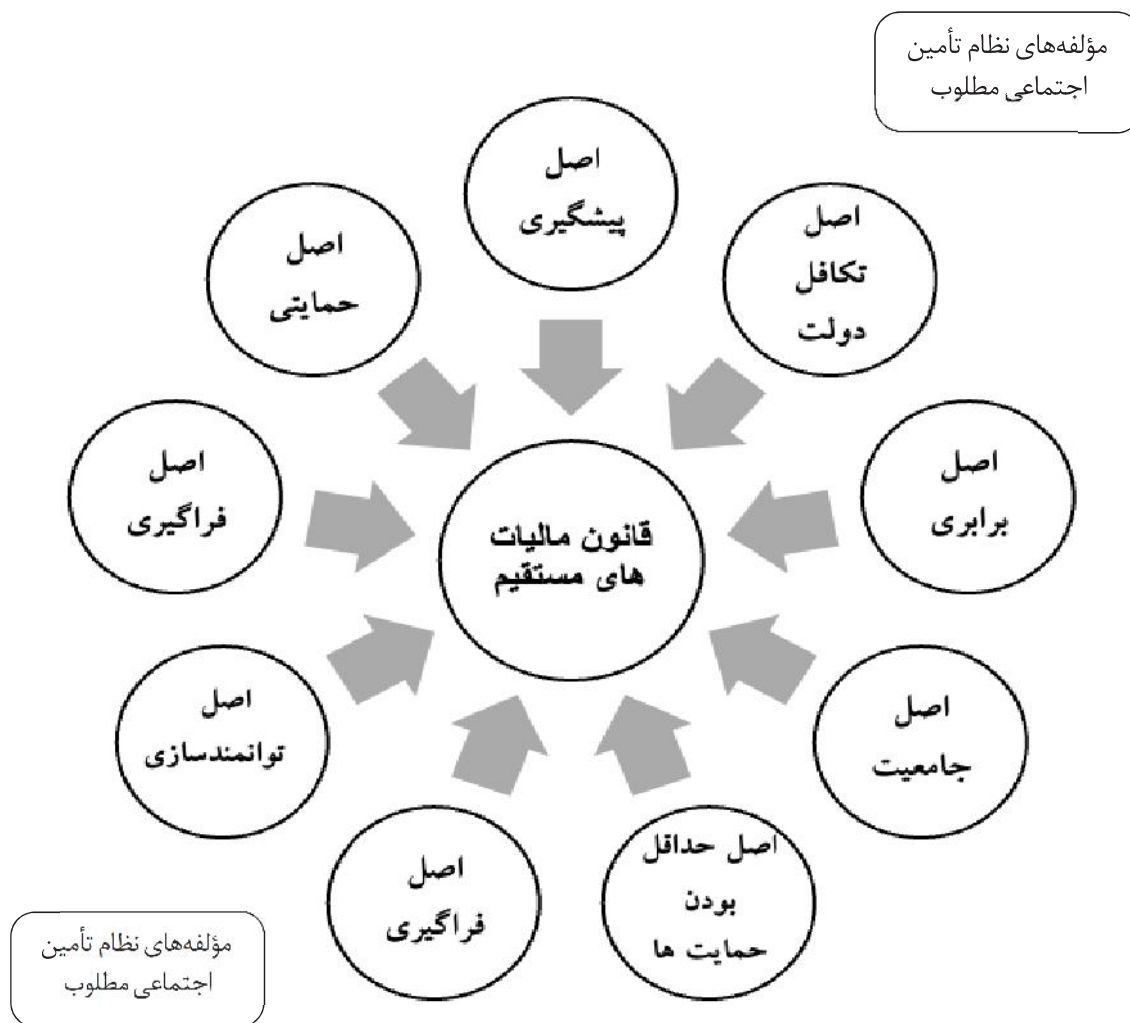 مؤلفه‌های نظام تأمین
اجتماعی مطلوب
اصل
پیشگیری
اصل
تکافل
دولت
اصل
حمایتی
اصل
برابری
اصل
فراگیری
قانون مالیات
های مستقیم
اصل
جامعیت
اصل
توانمندسازی
اصل حداقل
بودن
حمایت ها
اصل
فراگیری
مؤلفه‌های نظام تأمین
اجتماعی مطلوب